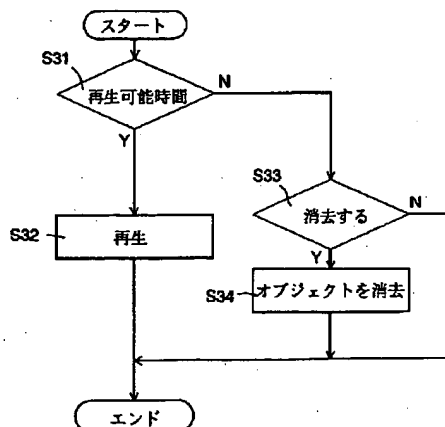 スタート
S31
再生可能時間
N
Y
S33
消去する
N
S32
再生
Y
S34
オブジェクトを消去
エンド